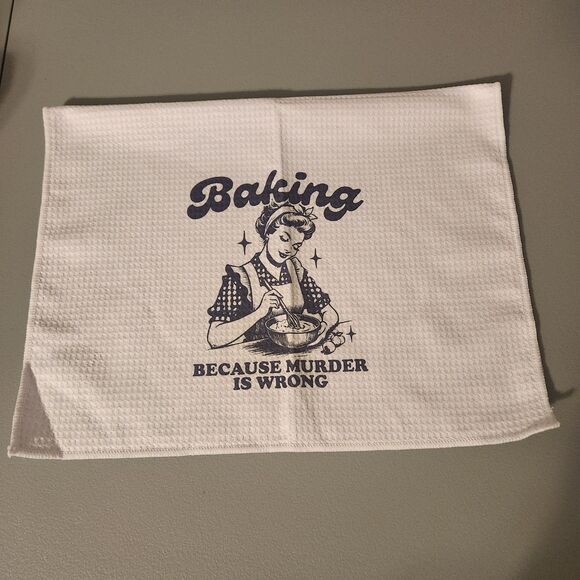 Baking
BECAUSE MURDER
IS WRONG